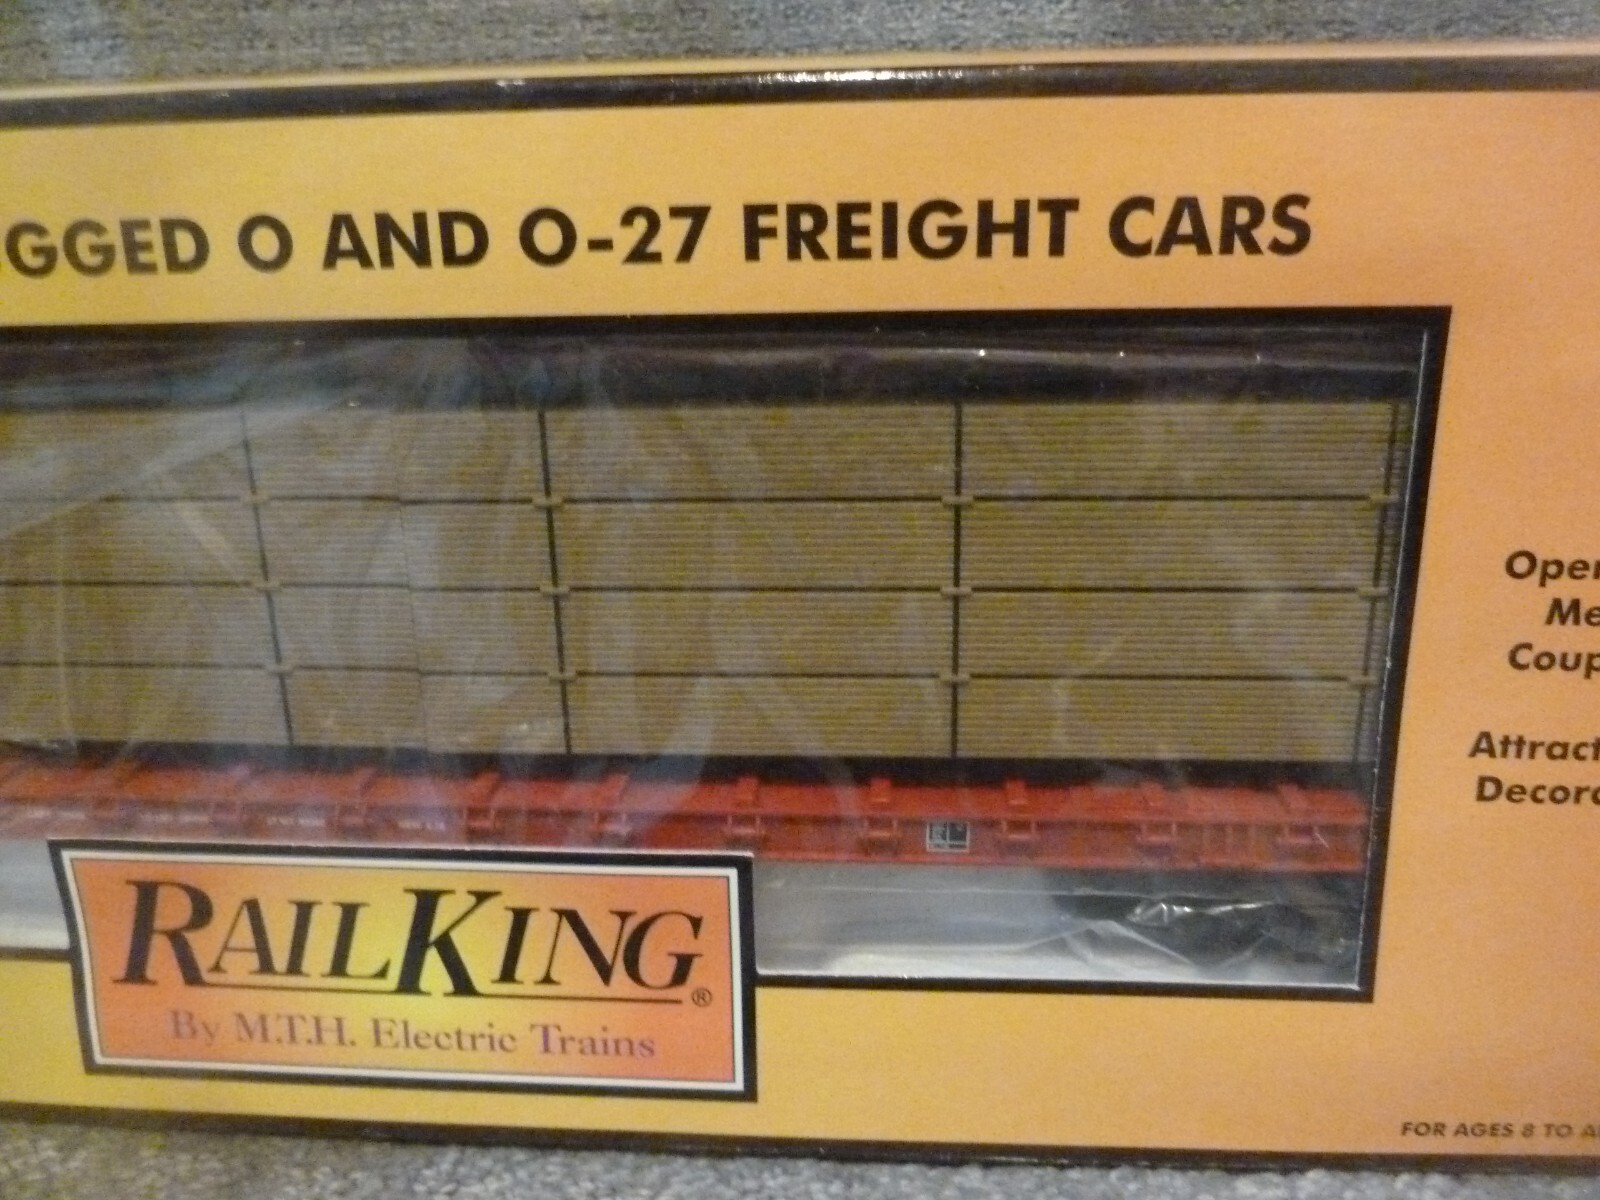 GGED O AND O-27 FREIGHT CARS
Oper
Me
Coup
Attract
Decor
RAILKING®
By M.T.H. Electric Trains
FOR AGES 8 TO A